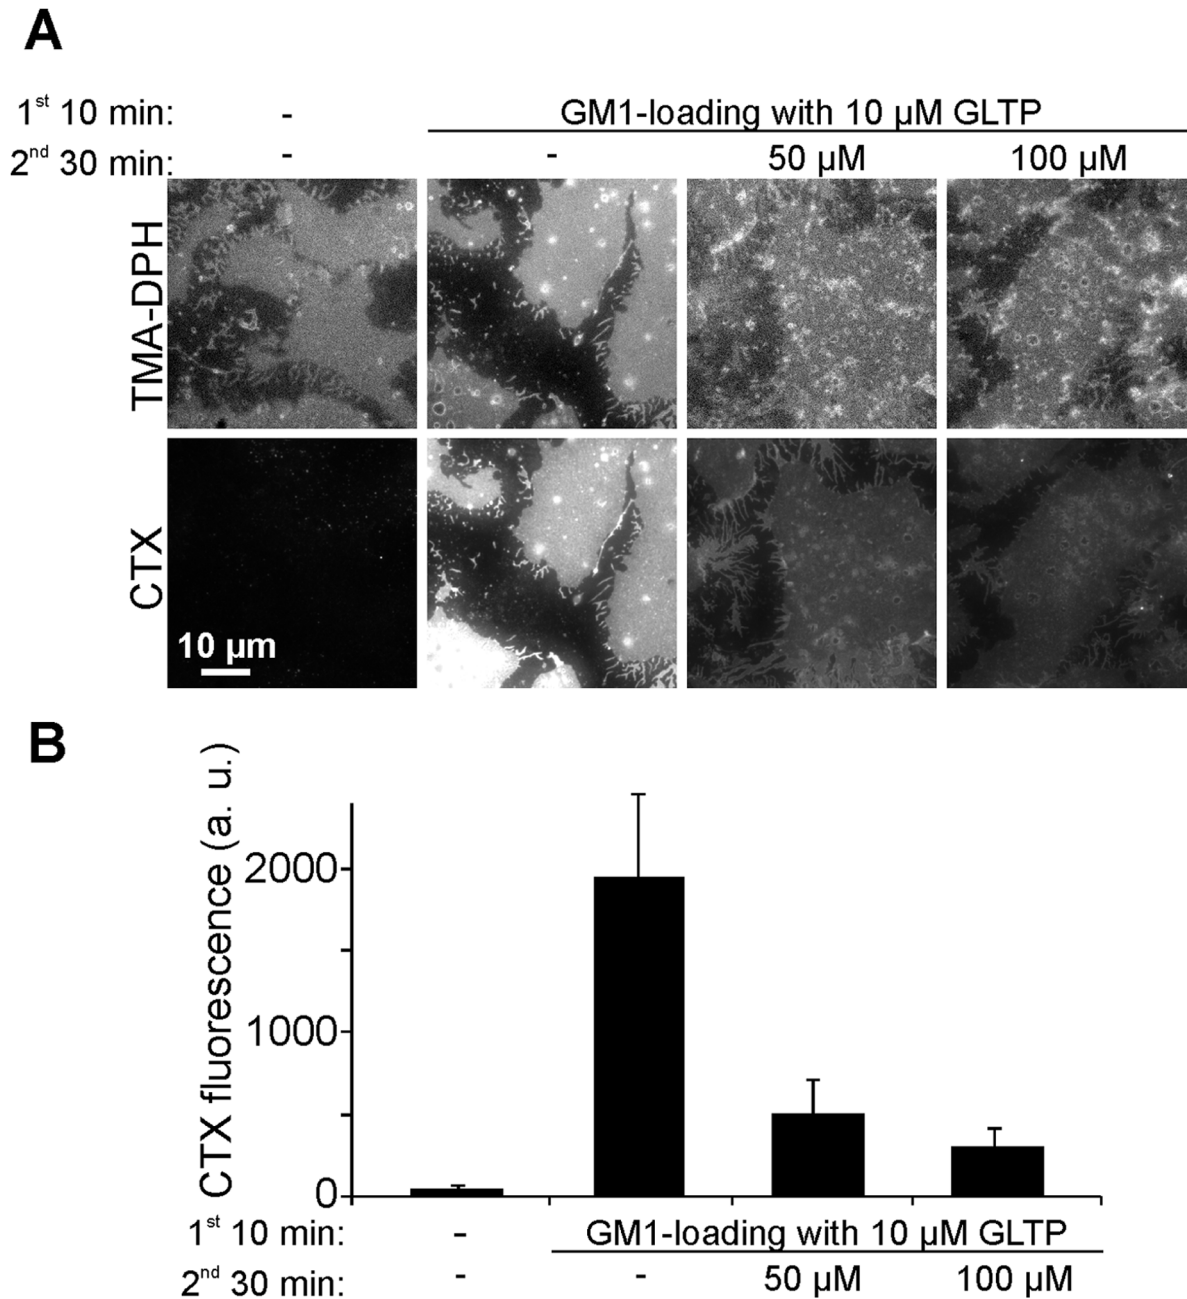 A
1st 10 min: - GM1-loading with 10 µM GLTP
2nd 30 min: - - 50 µM 100 µM
TMA-DPH
CTX
10 µm
B
CTX fluorescence (a. u.)
2000
1000
0
1st 10 min: - GM1-loading with 10 µM GLTP
2nd 30 min: - - 50 µM 100 µM